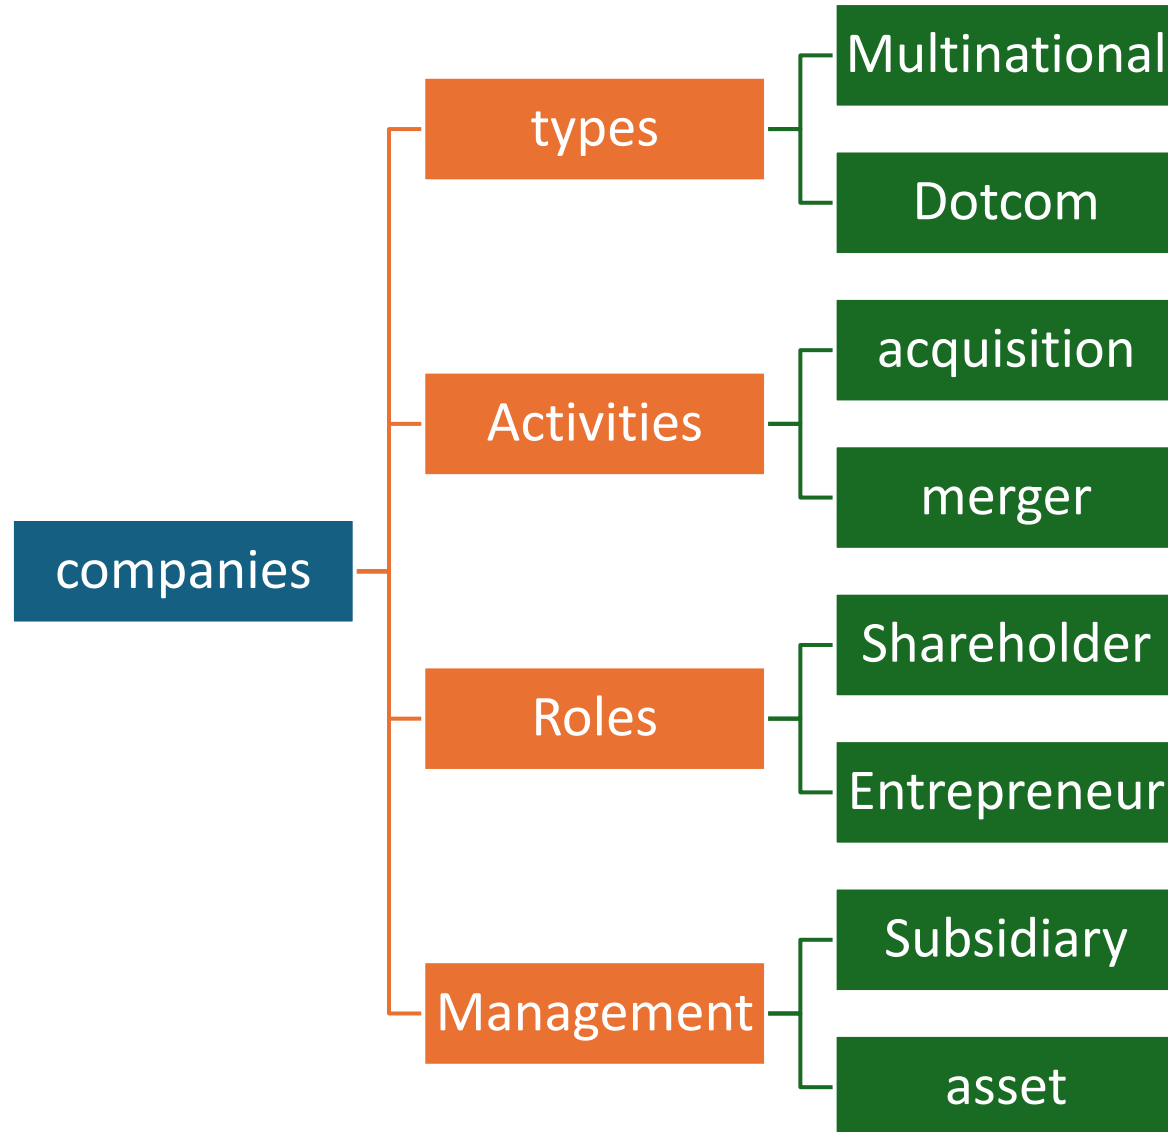 companies
types
Multinational
Dotcom
Activities
acquisition
merger
Roles
Shareholder
Entrepreneur
Management
Subsidiary
asset